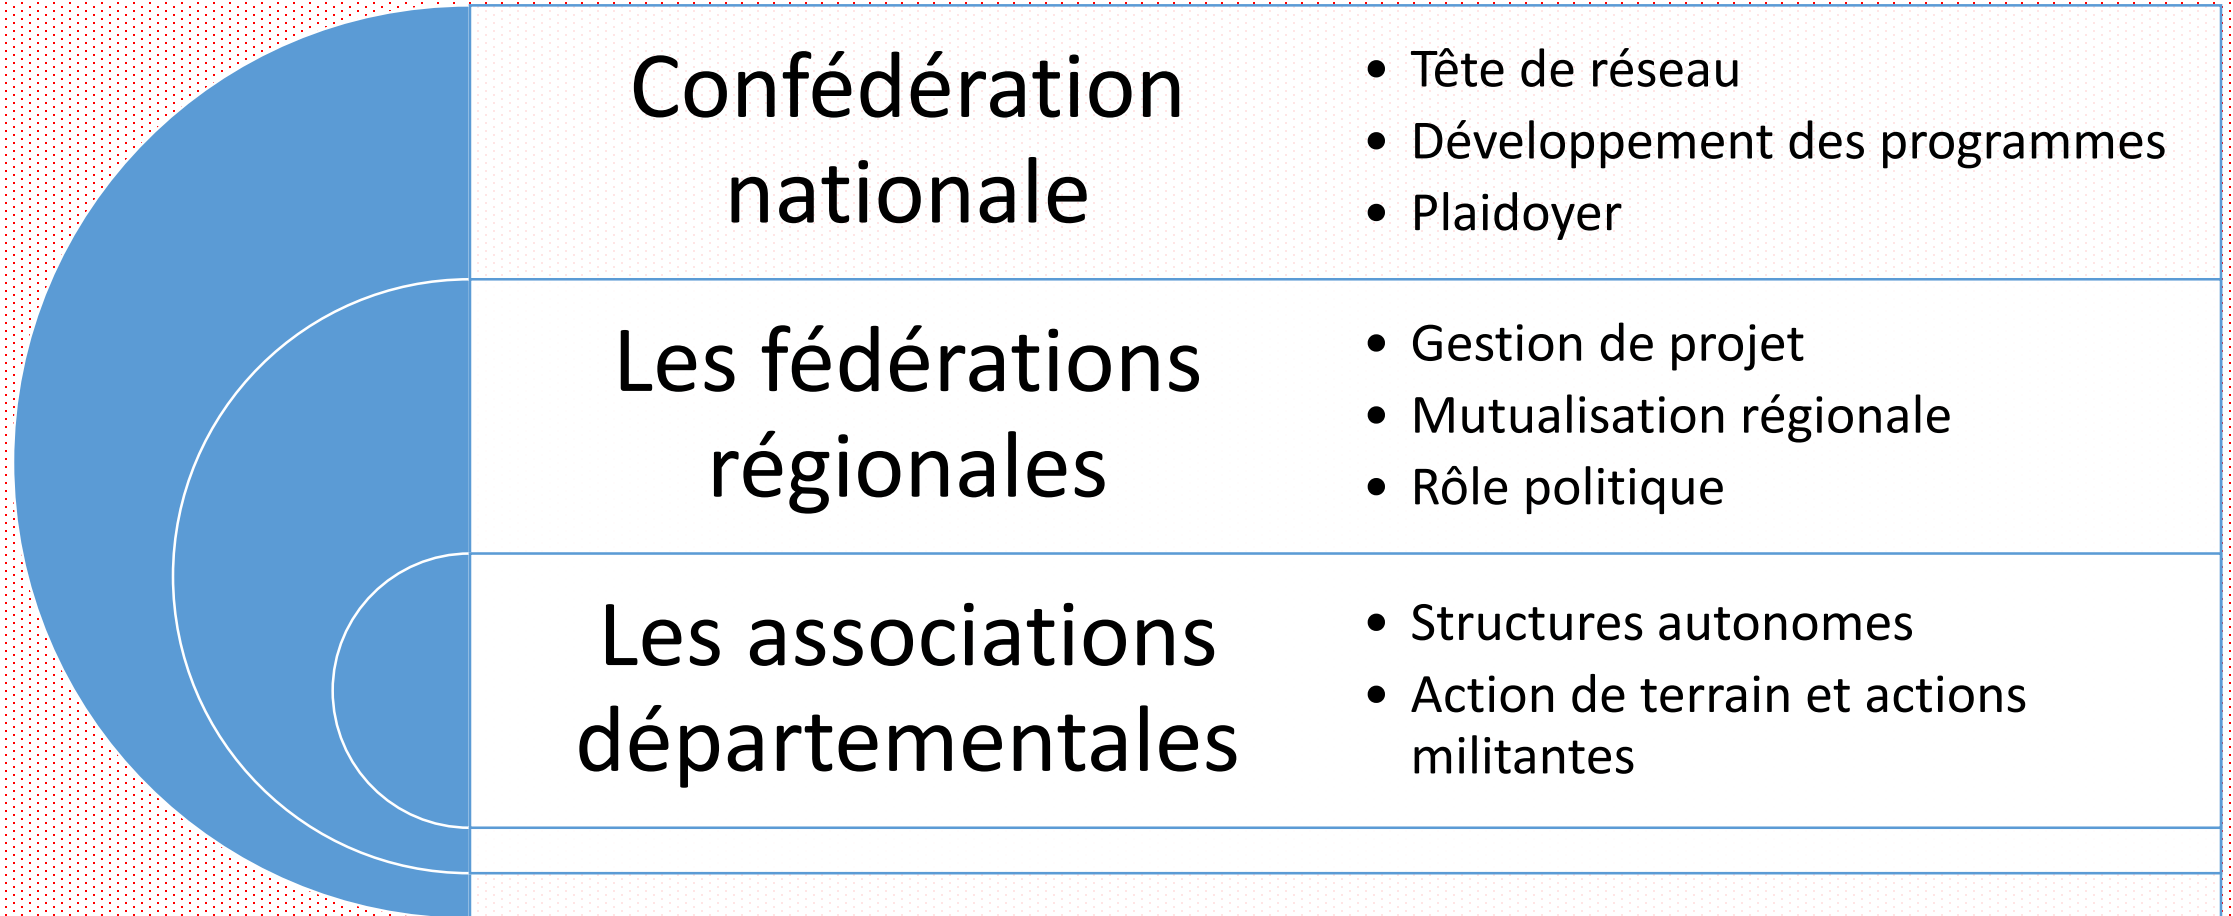 Confédération
nationale
• Tête de réseau
• Développement des programmes
• Plaidoyer
Les fédérations
régionales
• Gestion de projet
• Mutualisation régionale
• Rôle politique
Les associations
départementales
• Structures autonomes
• Action de terrain et actions
militantes